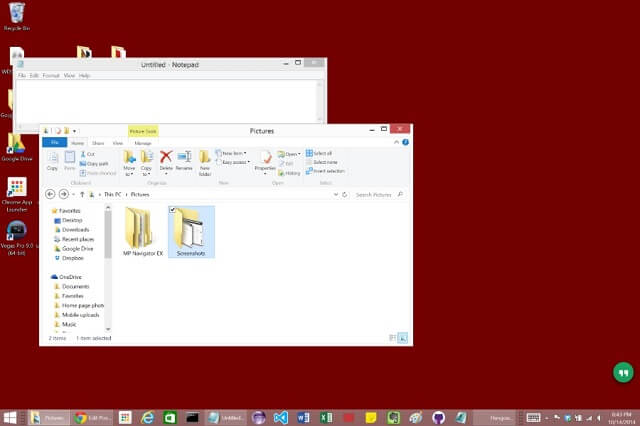 Recycle Bin
Untitled - Notepad
File Edit Format View Help
Google Drive
Chrome App
Launcher
Vegas Pro 9.0
(64-bit)
Picture Tools
Pictures
File Home Share View Manage
Copy
Paste
Cut
Copy path
Paste shortcut
Clipboard
Move to
Copy to
Delete
Rename
Organize
New folder
New item
Easy access
New
Properties
Open
Edit
History
Open
Select all
Select none
Invert selection
Select
This PC Pictures
Search Pictures
Favorites
Desktop
Downloads
Recent places
Google Drive
Dropbox
OneDrive
Documents
Favorites
Home page photo
Mobile uploads
Music
MP Navigator EX
Screenshots
2 items 1 item selected
Pictures
Edit Pos...
Untitled...
Hangou...
8:43 PM
10/14/2014